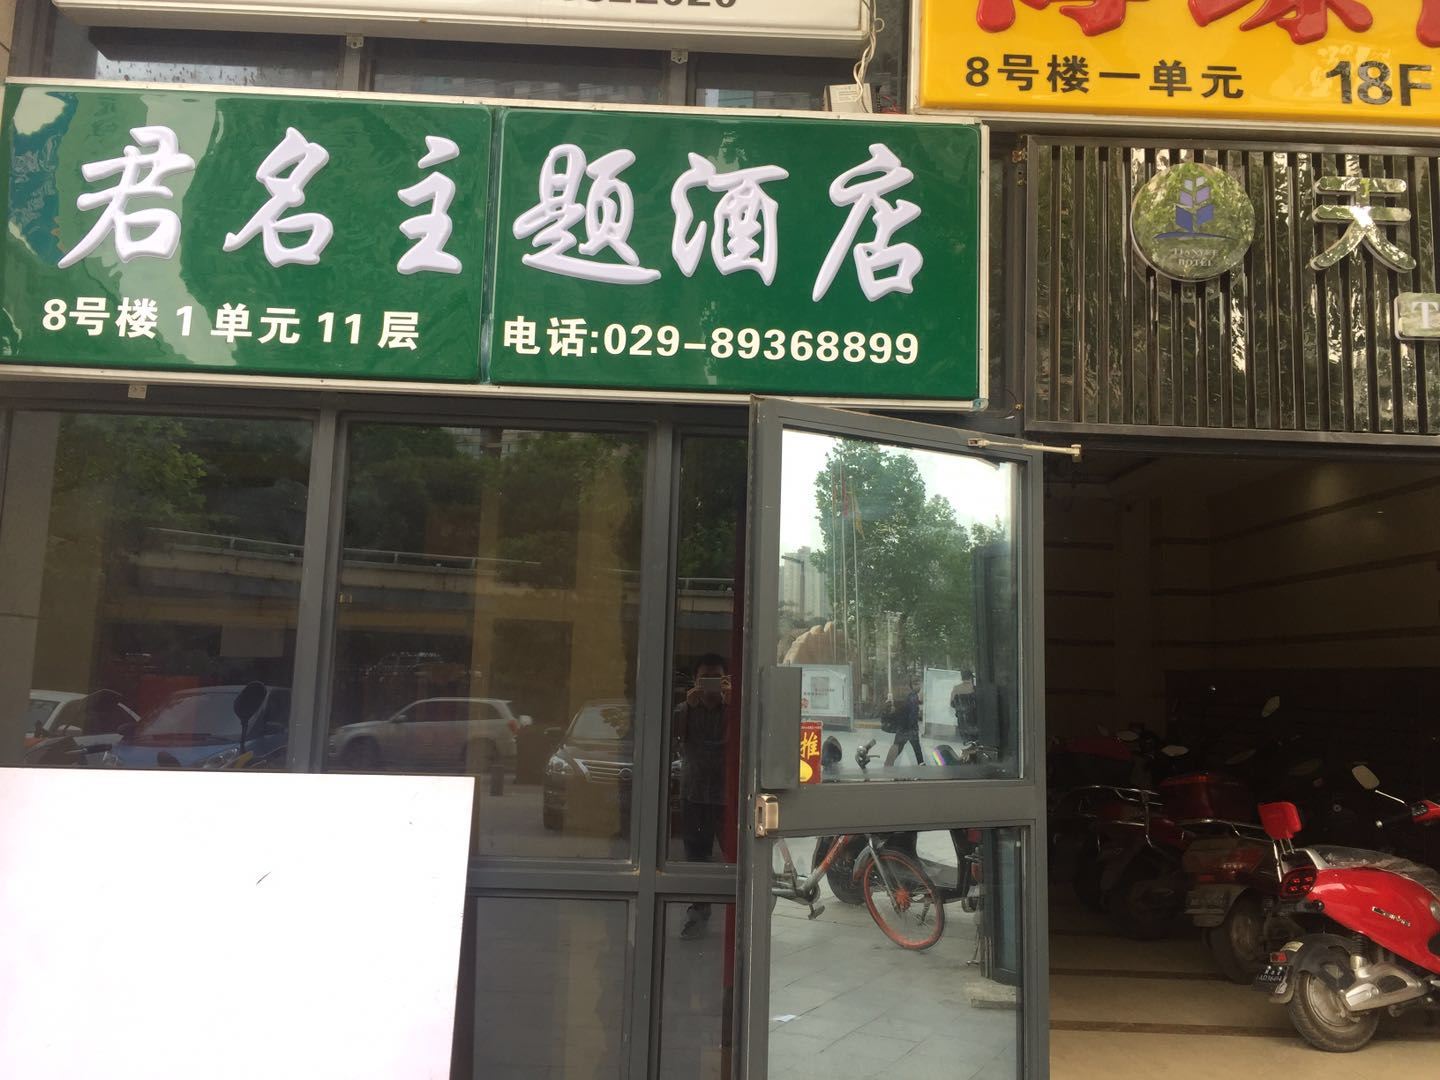 8号楼一单元 18F
君名主题酒店
8号楼1单元11层 电话:029-89368899
天
推